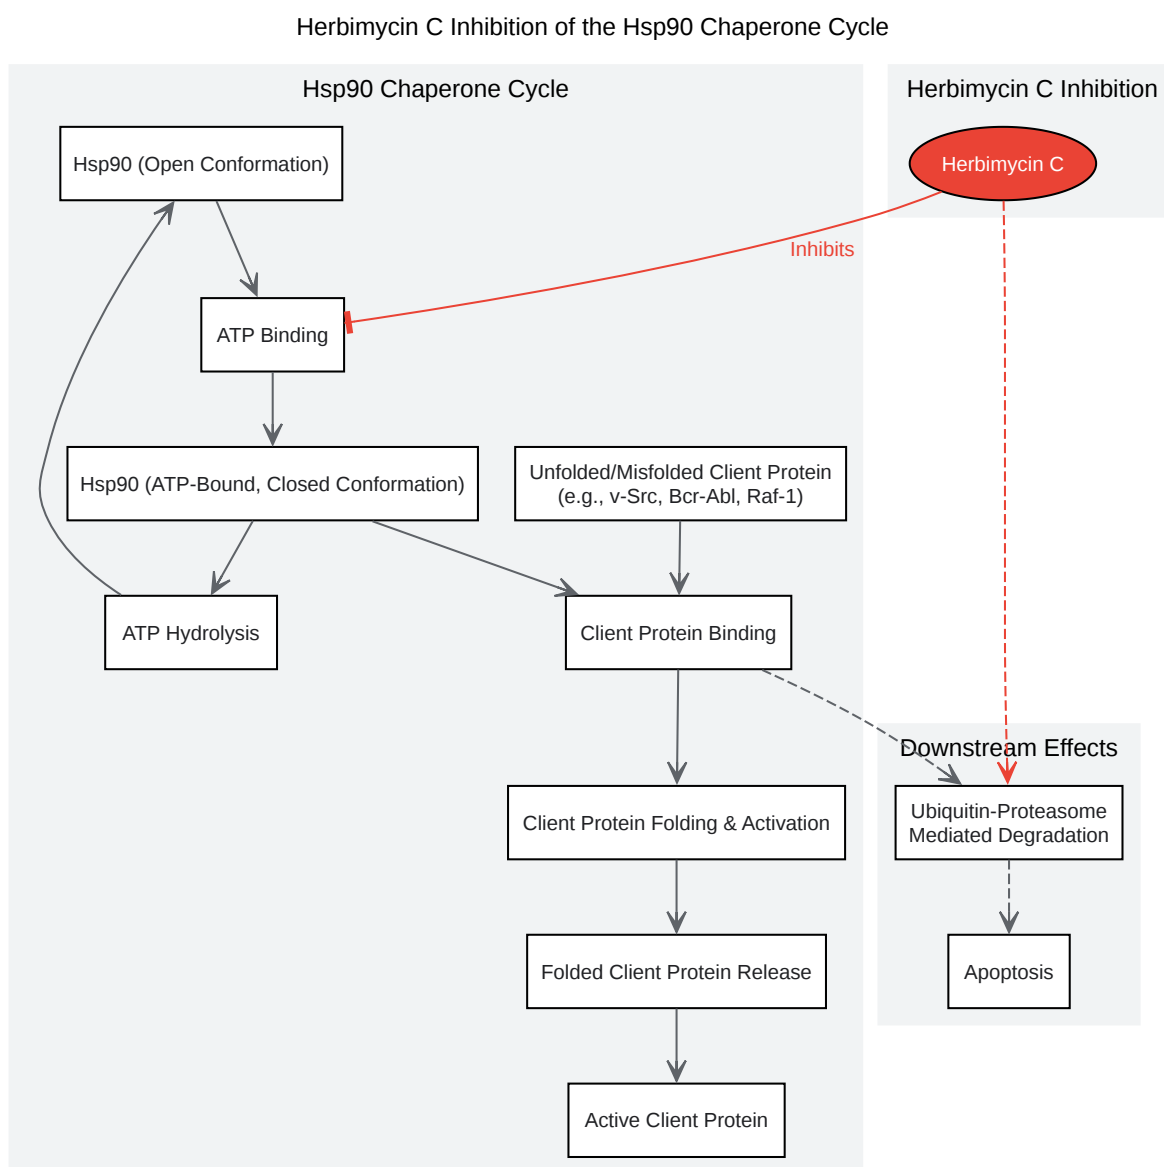 Herbimycin C Inhibition of the Hsp90 Chaperone Cycle
Hsp90 Chaperone Cycle
Herbimycin C Inhibition
Hsp90 (Open Conformation)
Herbimycin C
Inhibits
ATP Binding
Hsp90 (ATP-Bound, Closed Conformation)
Unfolded/Misfolded Client Protein
(e.g., v-Src, Bcr-Abl, Raf-1)
ATP Hydrolysis
Client Protein Binding
Downstream Effects
Client Protein Folding & Activation
Ubiquitin-Proteasome
Mediated Degradation
Folded Client Protein Release
Apoptosis
Active Client Protein